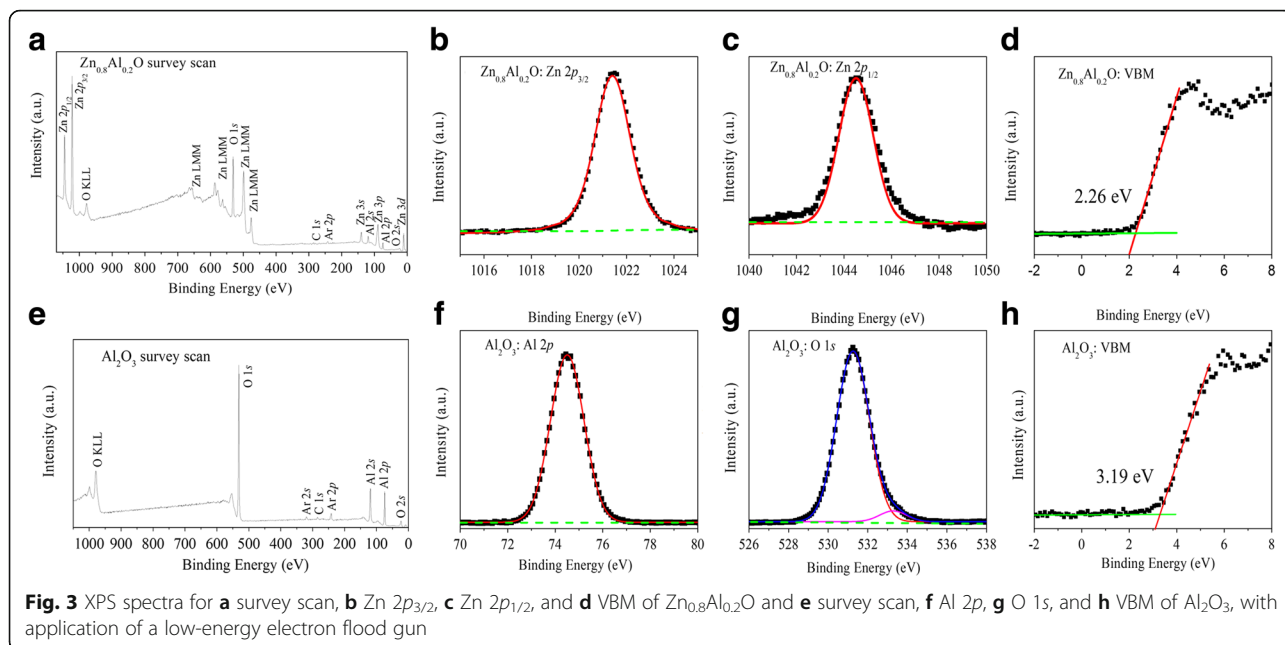 a
Zn0.8Al0.2O survey scan
Zn 2p1/2
Zn 2p3/2
O KLL
Zn LMM
Zn LMM
O 1s
Zn LMM
Zn LMM
C 1s
Ar 2p
Zn 3s
Al 2s
Zn 3p
Al 2p
O 2s
Zn 3d
Intensity (a.u.)
1000 900 800 700 600 500 400 300 200 100 0
Binding Energy (eV)
b
Zn0.8Al0.2O: Zn 2p3/2
Intensity (a.u.)
1016 1018 1020 1022 1024
Binding Energy (eV)
c
Zn0.8Al0.2O: Zn 2p1/2
Intensity (a.u.)
1040 1042 1044 1046 1048 1050
Binding Energy (eV)
d
Zn0.8Al0.2O: VBM
2.26 eV
Intensity (a.u.)
-2 0 2 4 6 8
Binding Energy (eV)
e
Al2O3 survey scan
O KLL
O 1s
Ar 2s
C 1s
Ar 2p
Al 2s
Al 2p
O 2s
Intensity (a.u.)
1000 900 800 700 600 500 400 300 200 100 0
Binding Energy (eV)
f
Al2O3: Al 2p
Intensity (a.u.)
70 72 74 76 78 80
Binding Energy (eV)
g
Al2O3: O 1s
Intensity (a.u.)
526 528 530 532 534 536 538
Binding Energy (eV)
h
Al2O3: VBM
3.19 eV
Intensity (a.u.)
-2 0 2 4 6 8
Binding Energy (eV)
Fig. 3 XPS spectra for a survey scan, b Zn 2p3/2, c Zn 2p1/2, and d VBM of Zn0.8Al0.2O and e survey scan, f Al 2p, g O 1s, and h VBM of Al2O3, with
application of a low-energy electron flood gun